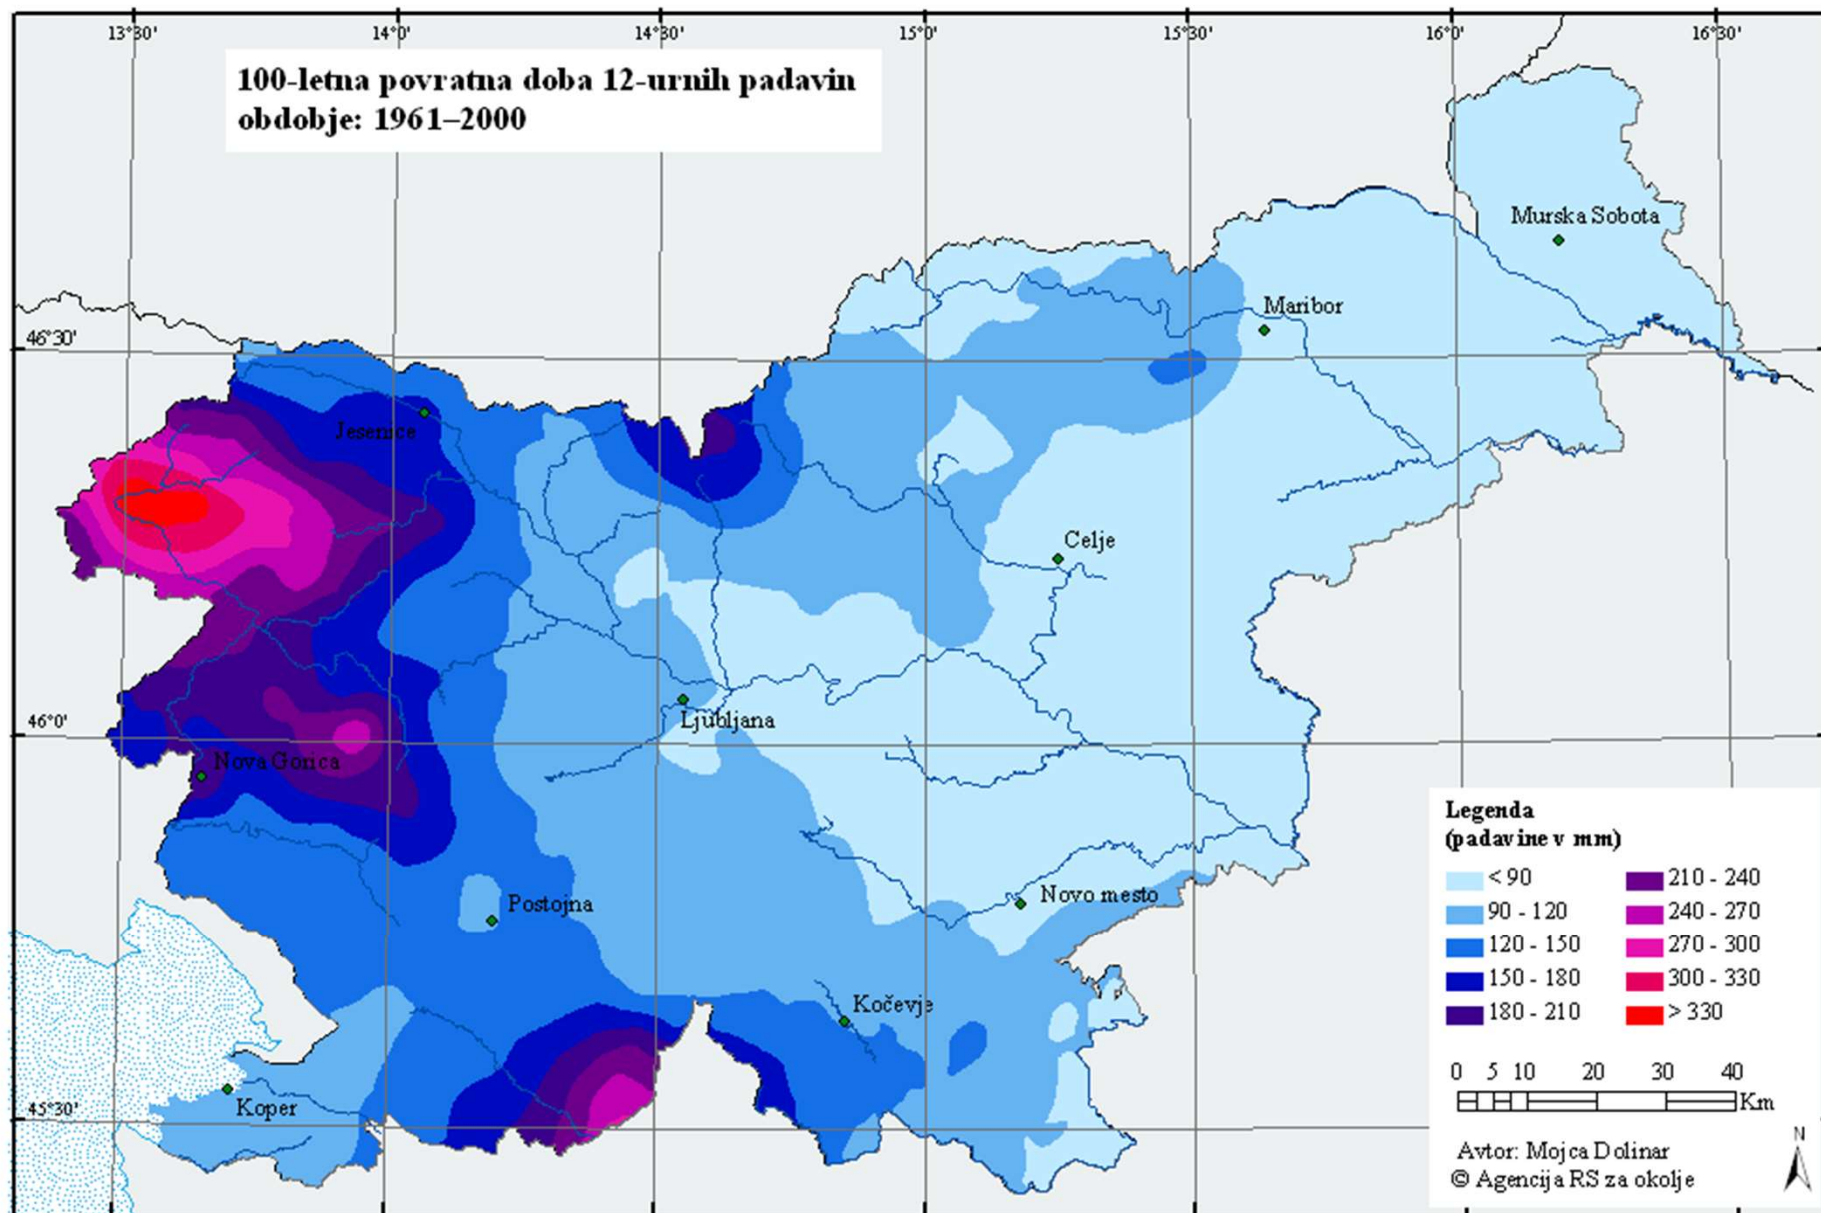 13°30' 14°0' 14°30' 15°0' 15°30' 16°0' 16°30'
100-letna povratna doba 12-urnih padavin
obdobje: 1961–2000
Murska Sobota
Maribor
46°30'
Jesenice
Celje
46°0'
Ljubljana
Nova Gorica
Novo mesto
Postojna
Kočevje
45°30'
Koper
Legenda
(padavine v mm)
< 90
90 - 120
120 - 150
150 - 180
180 - 210
210 - 240
240 - 270
270 - 300
300 - 330
> 330
0 5 10 20 30 40
Km
N
Avtor: Mojca Dolinar
© Agencija RS za okolje